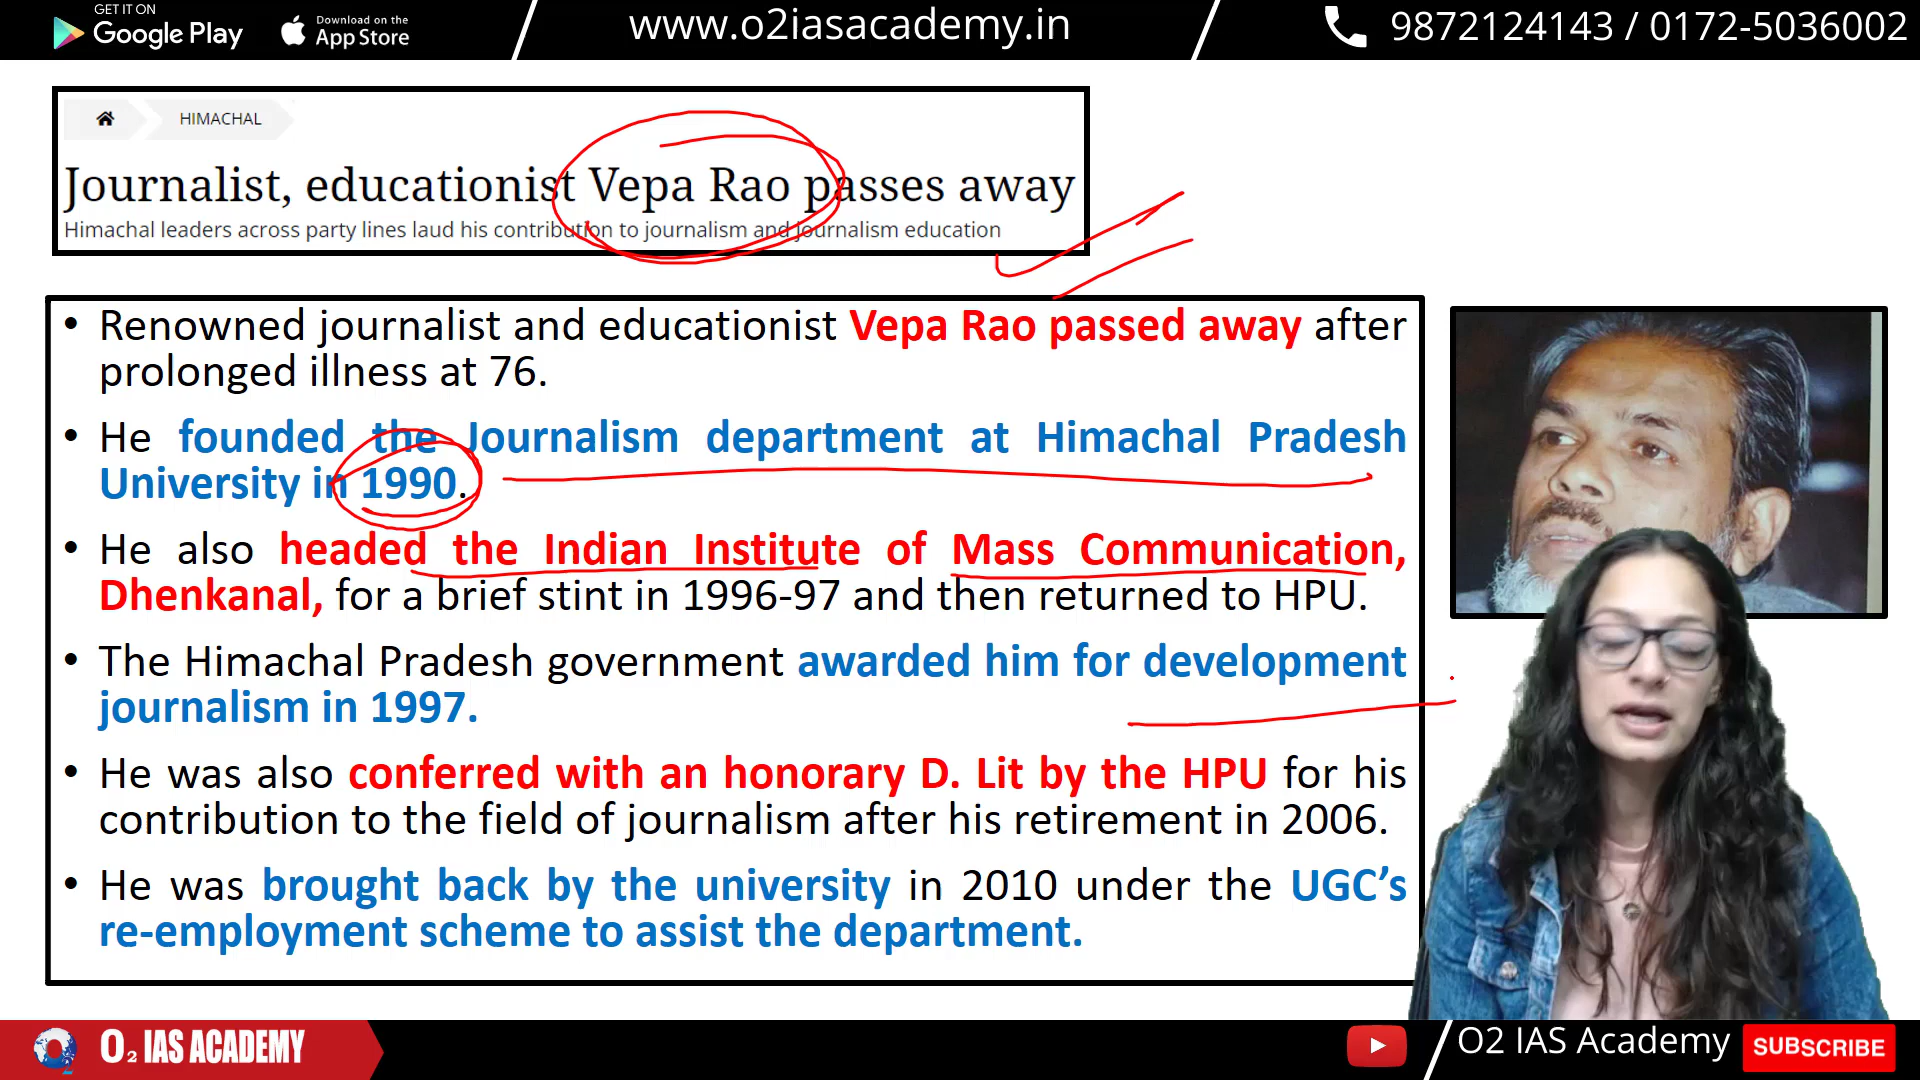 GET IT ON
Google Play
Download on the
App Store
www.o2iasacademy.in
9872124143 / 0172-5036002
HIMACHAL
Journalist, educationist Vepa Rao passes away
Himachal leaders across party lines laud his contribution to journalism and journalism education
• Renowned journalist and educationist Vepa Rao passed away after
prolonged illness at 76.
• He founded the Journalism department at Himachal Pradesh
University in 1990.
• He also headed the Indian Institute of Mass Communication,
Dhenkanal, for a brief stint in 1996-97 and then returned to HPU.
• The Himachal Pradesh government awarded him for development
journalism in 1997.
• He was also conferred with an honorary D. Lit by the HPU for his
contribution to the field of journalism after his retirement in 2006.
• He was brought back by the university in 2010 under the UGC’s
re-employment scheme to assist the department.
O2 IAS ACADEMY
O2 IAS Academy
SUBSCRIBE